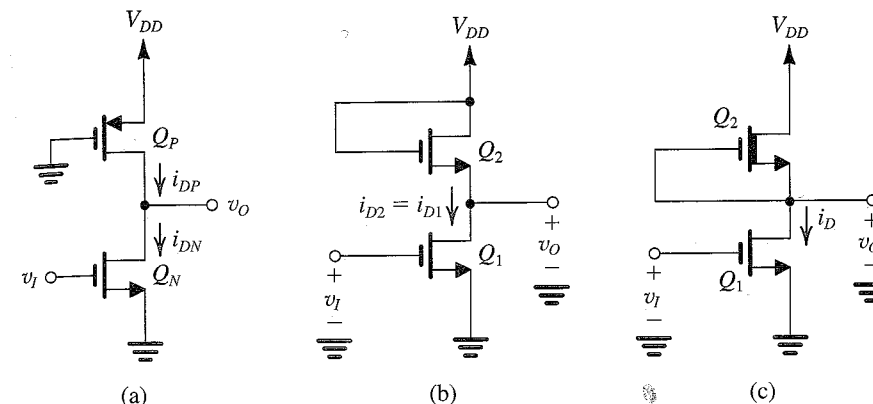 V_DD
Q_P
i_DP
v_O
i_DN
v_I
Q_N
(a)
V_DD
Q_2
i_D2 = i_D1
+
v_O
−
Q_1
+
v_I
−
(b)
V_DD
Q_2
i_D
+
v_O
−
Q_1
+
v_I
−
(c)